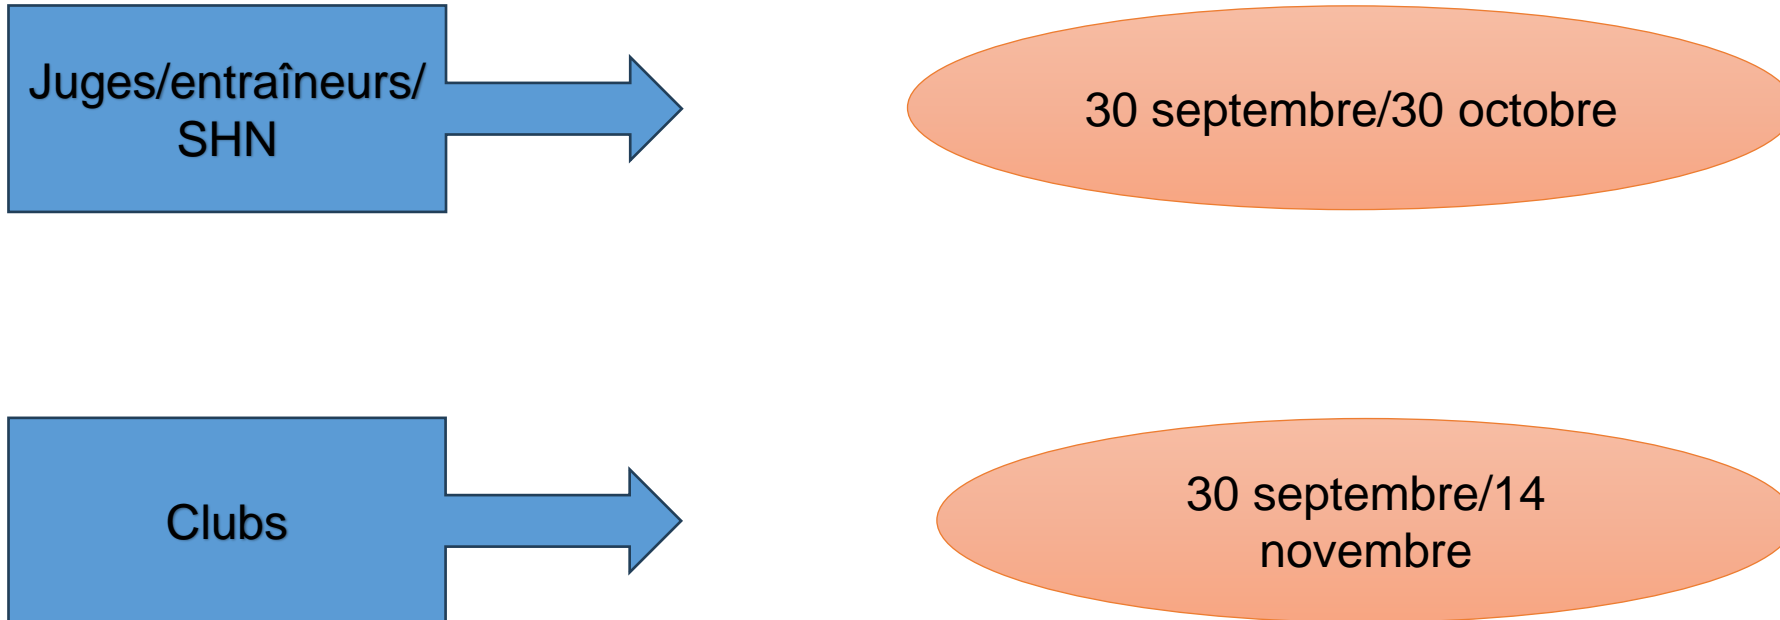 Juges/entraîneurs/
SHN
30 septembre/30 octobre
Clubs
30 septembre/14
novembre